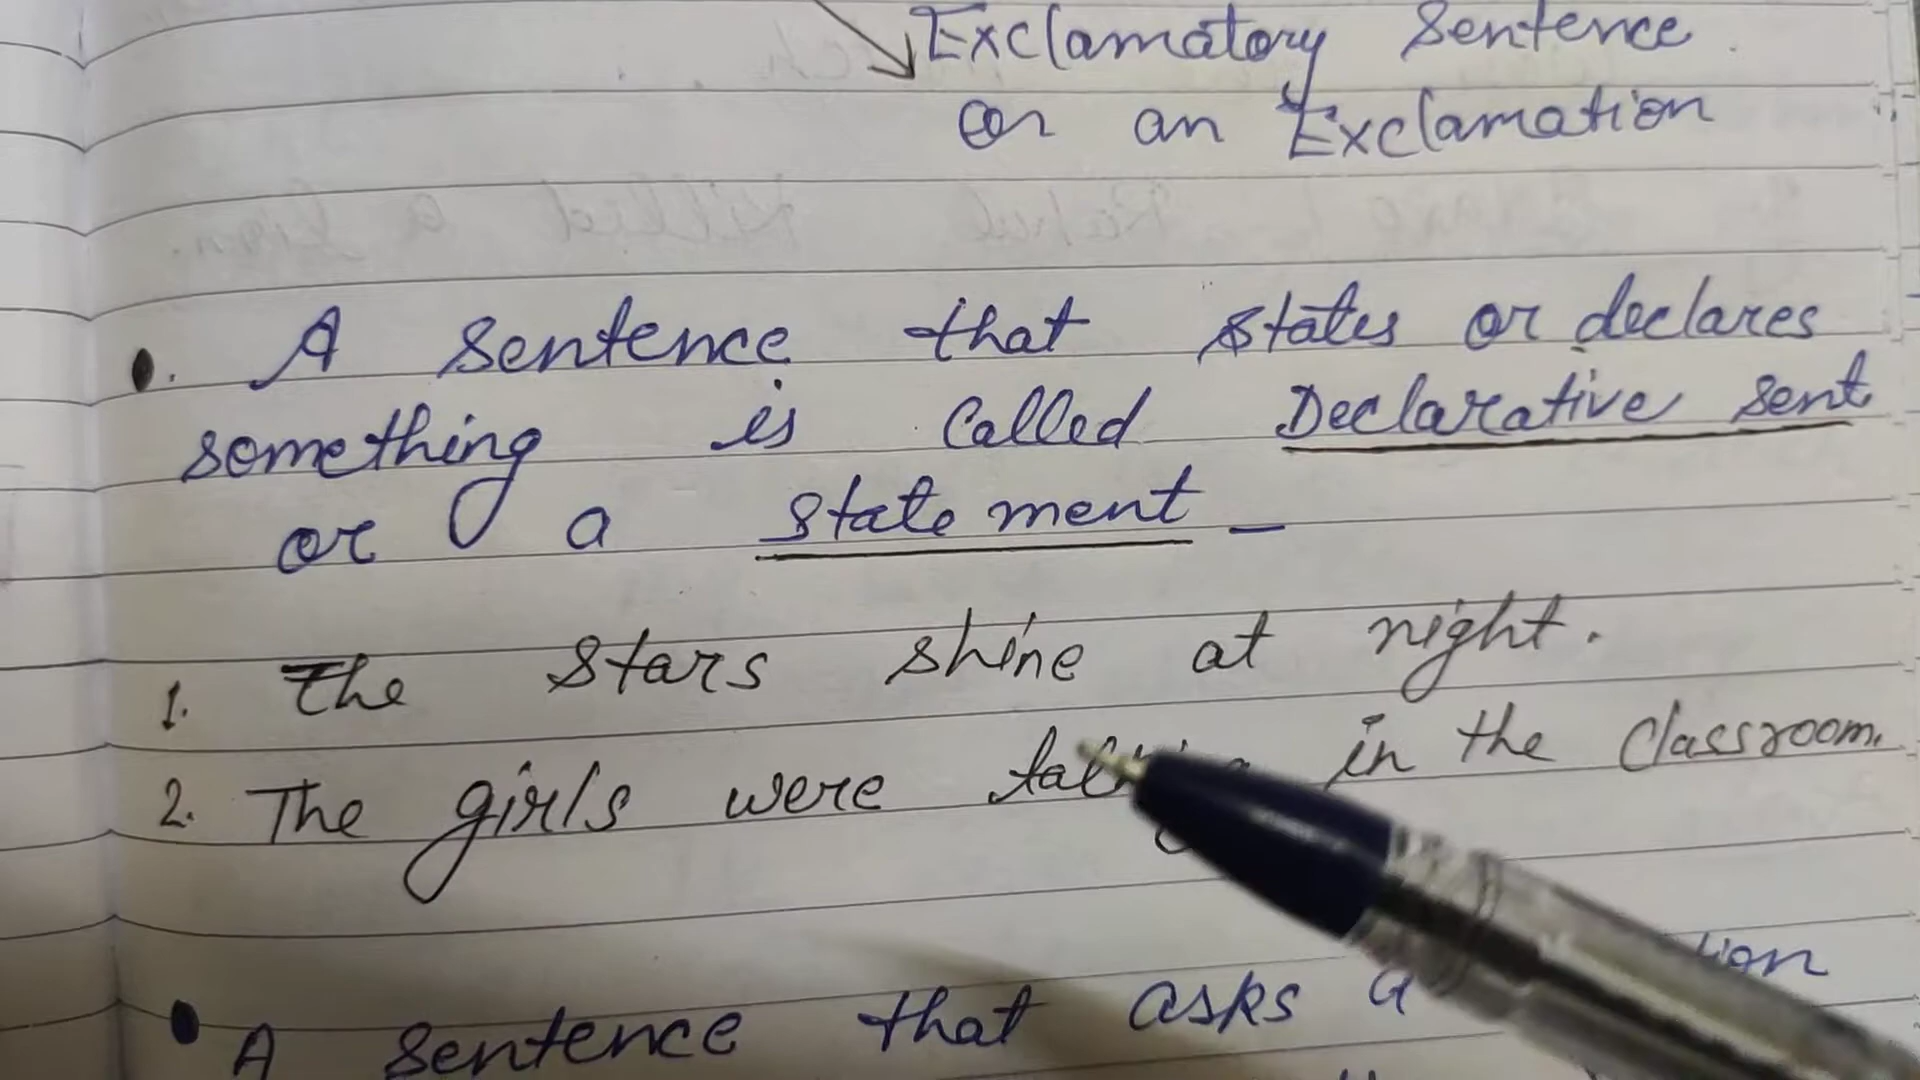 Exclamatory Sentence
or an Exclamation
A sentence that states or declares
something is called Declarative sent.
or a statement _
1. The stars shine at night.
2. The girls were in the classroom.
A sentence that asks a